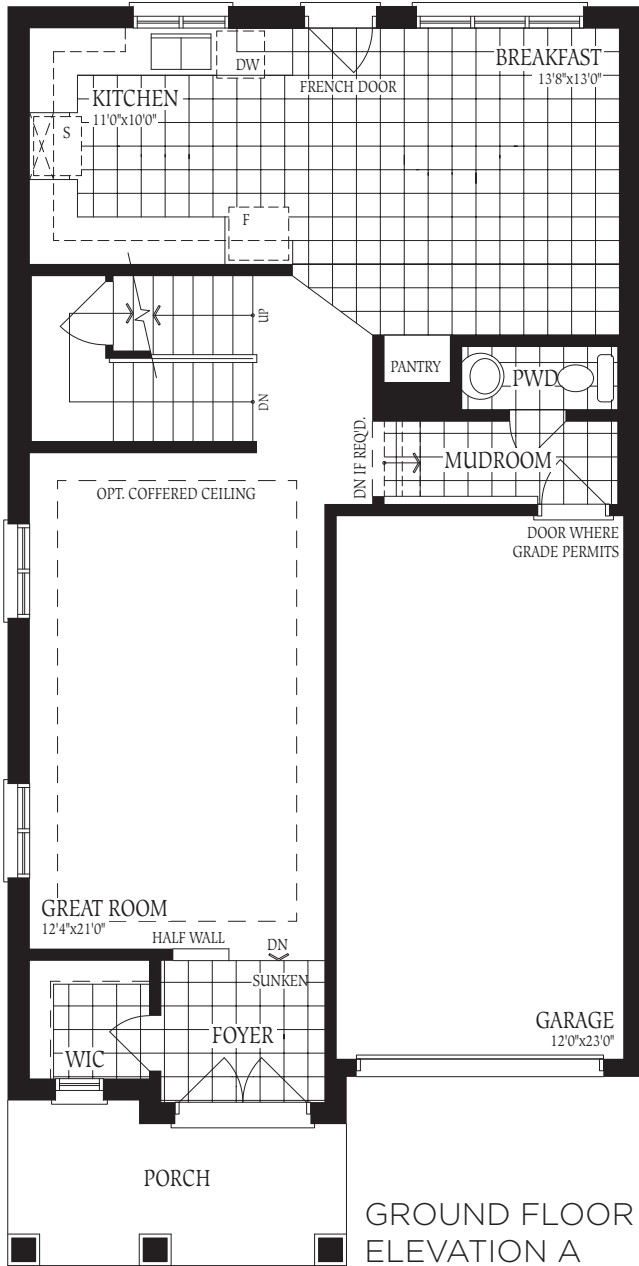 BREAKFAST
13'8"x13'0"
DW
FRENCH DOOR
KITCHEN
11'0"x10'0"
S
F
UP
DN
PANTRY
PWD
DN IF REQ'D.
MUDROOM
OPT. COFFERED CEILING
DOOR WHERE
GRADE PERMITS
GREAT ROOM
12'4"x21'0"
HALF WALL
DN
SUNKEN
FOYER
WIC
GARAGE
12'0"x23'0"
PORCH
GROUND FLOOR
ELEVATION A